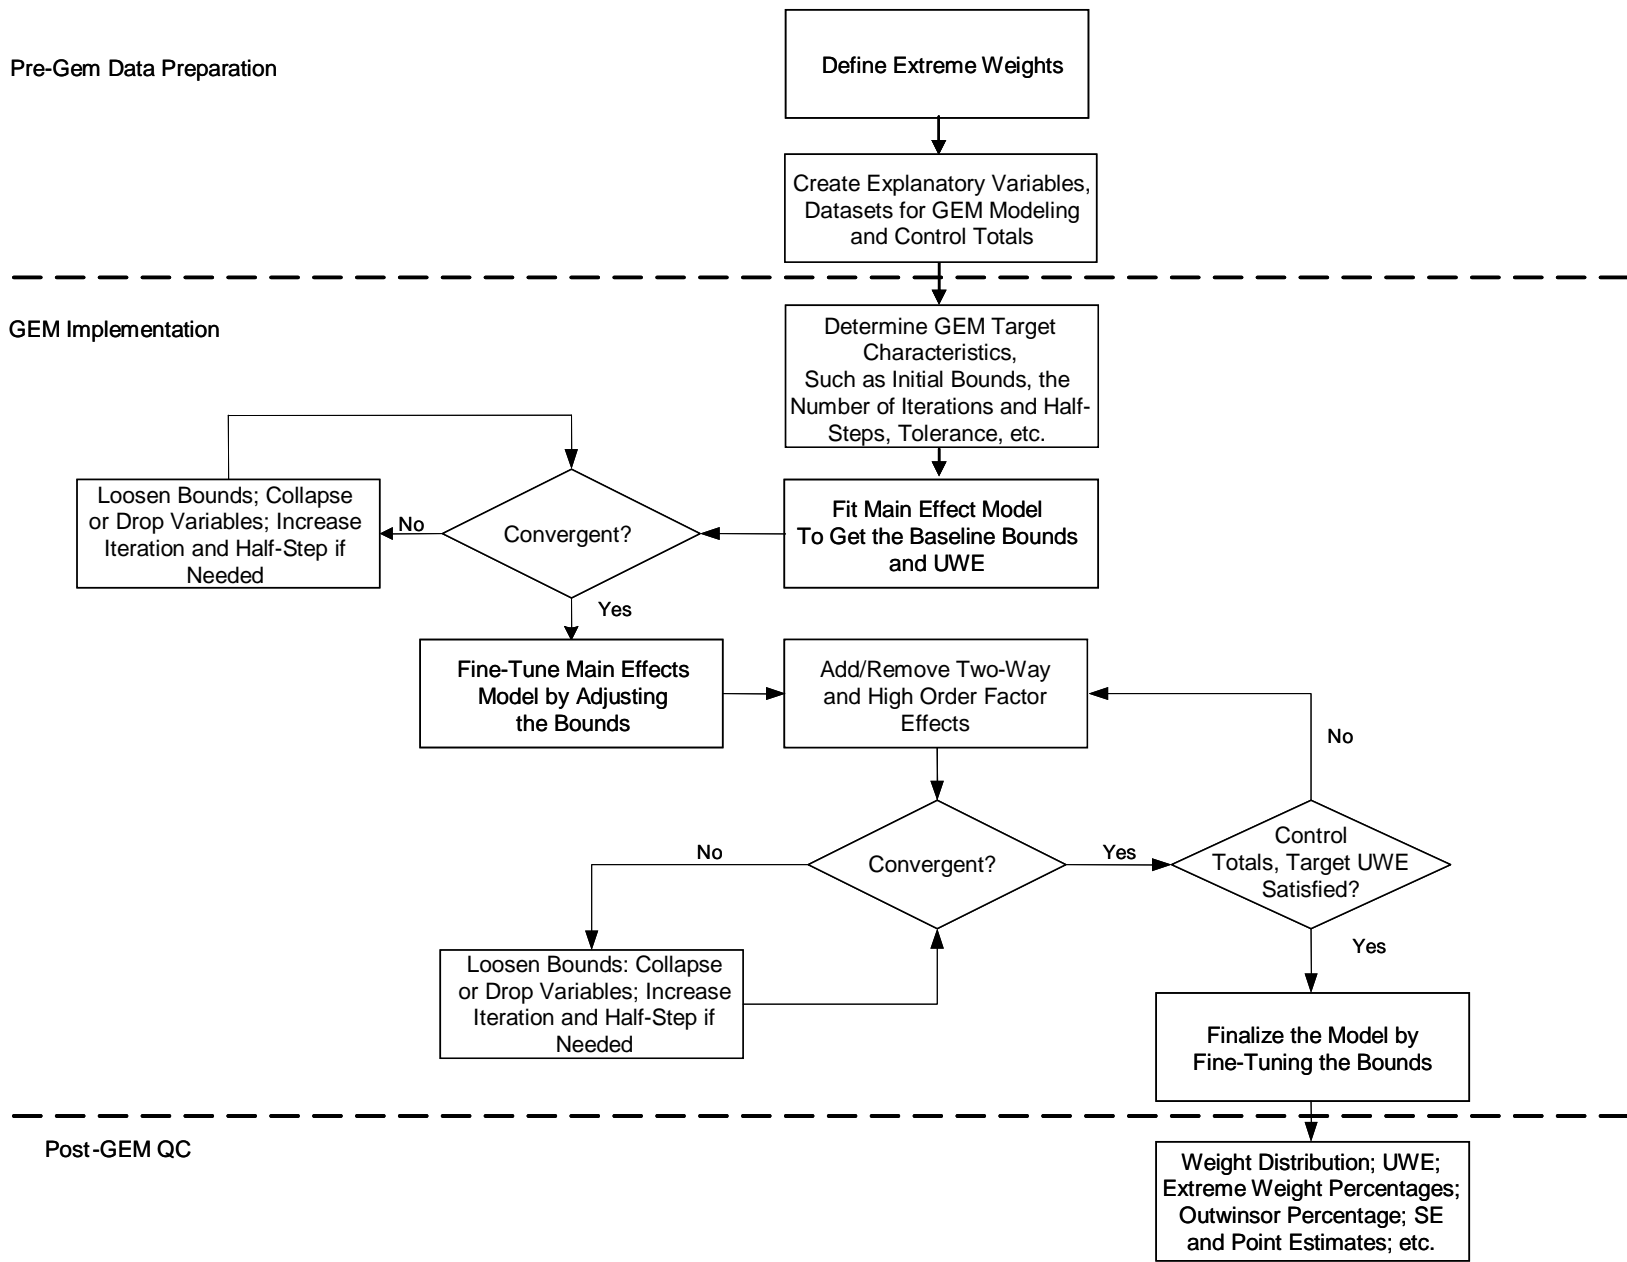 Pre-Gem Data Preparation
Define Extreme Weights
Create Explanatory Variables,
Datasets for GEM Modeling
and Control Totals
GEM Implementation
Determine GEM Target
Characteristics,
Such as Initial Bounds, the
Number of Iterations and Half-
Steps, Tolerance, etc.
Loosen Bounds; Collapse
or Drop Variables; Increase
Iteration and Half-Step if
Needed
No
Convergent?
Fit Main Effect Model
To Get the Baseline Bounds
and UWE
Yes
Fine-Tune Main Effects
Model by Adjusting
the Bounds
Add/Remove Two-Way
and High Order Factor
Effects
No
No
Convergent?
Yes
Control
Totals, Target UWE
Satisfied?
Yes
Loosen Bounds: Collapse
or Drop Variables; Increase
Iteration and Half-Step if
Needed
Finalize the Model by
Fine-Tuning the Bounds
Post-GEM QC
Weight Distribution; UWE;
Extreme Weight Percentages;
Outwinsor Percentage; SE
and Point Estimates; etc.